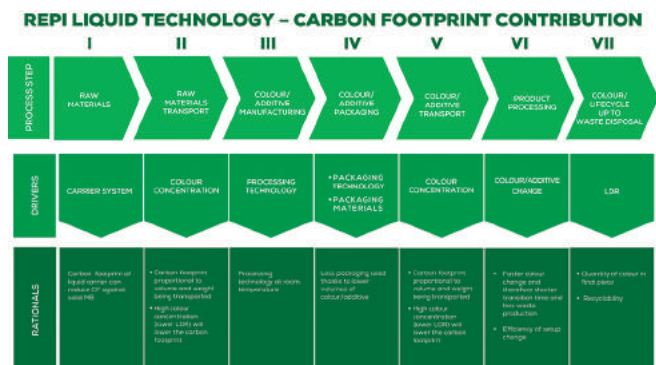 REPI LIQUID TECHNOLOGY – CARBON FOOTPRINT CONTRIBUTION
I II III IV V VI VII
PROCESS STEP
RAW
MATERIALS
RAW
MATERIALS
TRANSPORT
COLOUR/
ADDITIVE
MANUFACTURING
COLOUR/
ADDITIVE
PACKAGING
COLOUR/
ADDITIVE
TRANSPORT
PRODUCT
PROCESSING
COLOUR/
LIFECYCLE
UP TO
WASTE DISPOSAL
DRIVERS
CARRIER SYSTEM
COLOUR
CONCENTRATION
PROCESSING
TECHNOLOGY
• PACKAGING
TECHNOLOGY
• PACKAGING
MATERIALS
COLOUR
CONCENTRATION
COLOUR/ADDITIVE
CHANGE
LDR
RATIONALS
Carbon footprint of
liquid carrier can
reduce CF against
solid MB
• Carbon footprint
proportional to
volume and weight
being transported
• High colour
concentration
(lower LDR) will
lower the carbon
footprint
Processing
technology at room
temperature
Less packaging used
thanks to lower
volumes of
colour/additive
• Carbon footprint
proportional to
volume and weight
being transported
• High colour
concentration
(lower LDR) will
lower the carbon
footprint
• Faster colour
change and
therefore shorter
transition time and
less waste
production
• Efficiency of setup
change
• Quantity of colour in
final piece
• Recyclability